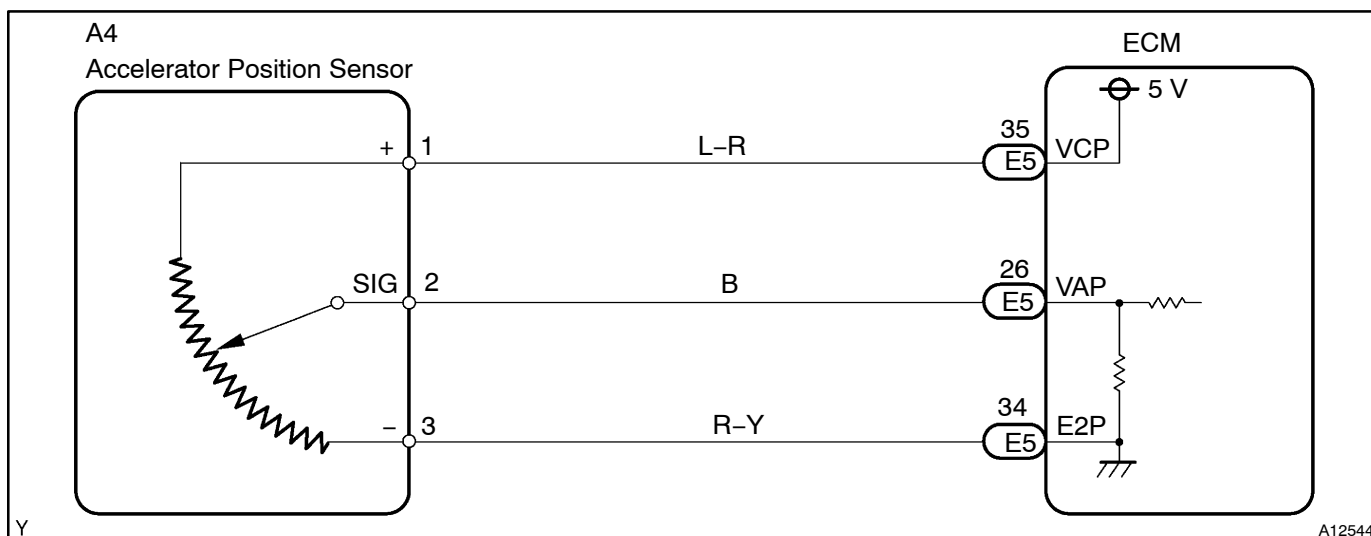 A4
Accelerator Position Sensor
ECM
5 V
+ 1 L−R 35 E5 VCP
SIG 2 B 26 E5 VAP
− 3 R−Y 34 E5 E2P
Y
A12544